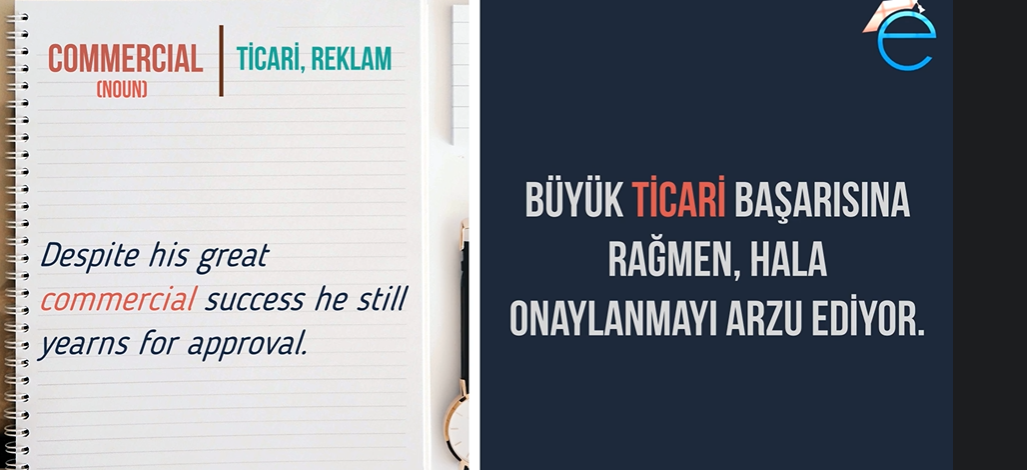 COMMERCIAL
(NOUN)
TİCARİ, REKLAM
Despite his great
commercial success he still
yearns for approval.
BÜYÜK TİCARİ BAŞARISINA
RAĞMEN, HALA
ONAYLANMAYI ARZU EDİYOR.